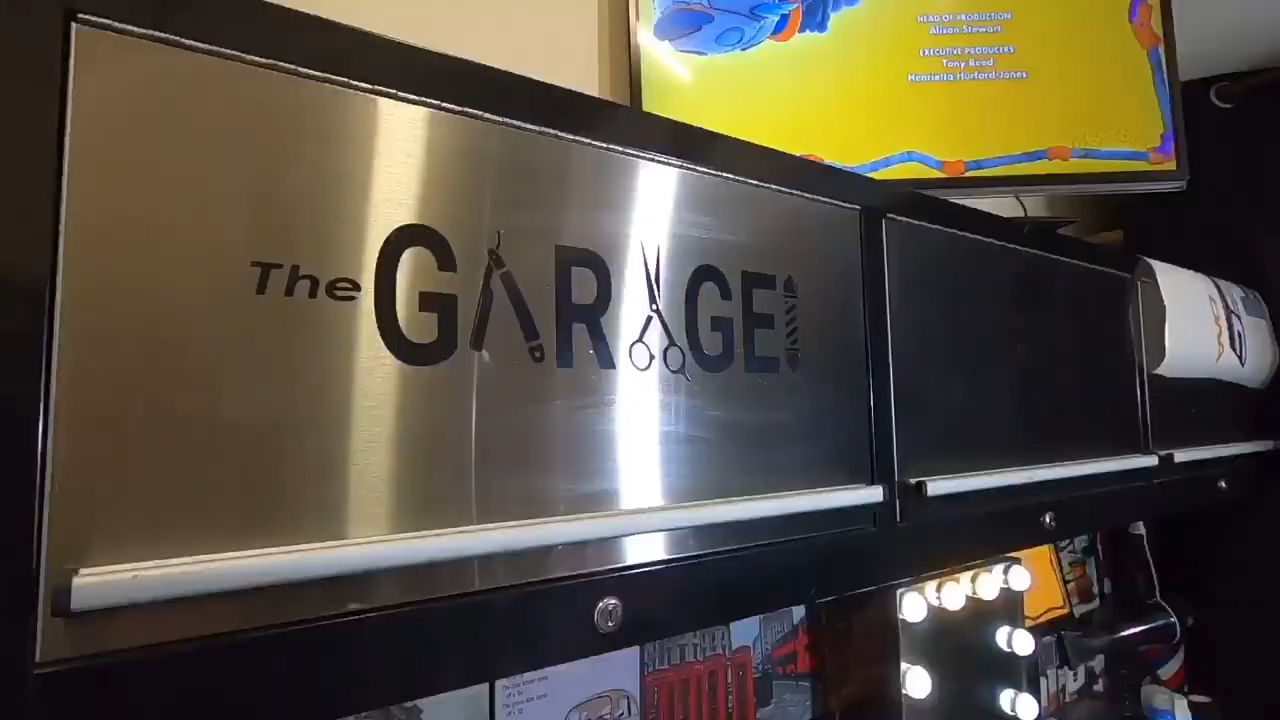 HEAD OF PRODUCTION
Alison Stewart
EXECUTIVE PRODUCERS
Tony Reed
Henrietta Hurford-Jones
The GARAGE